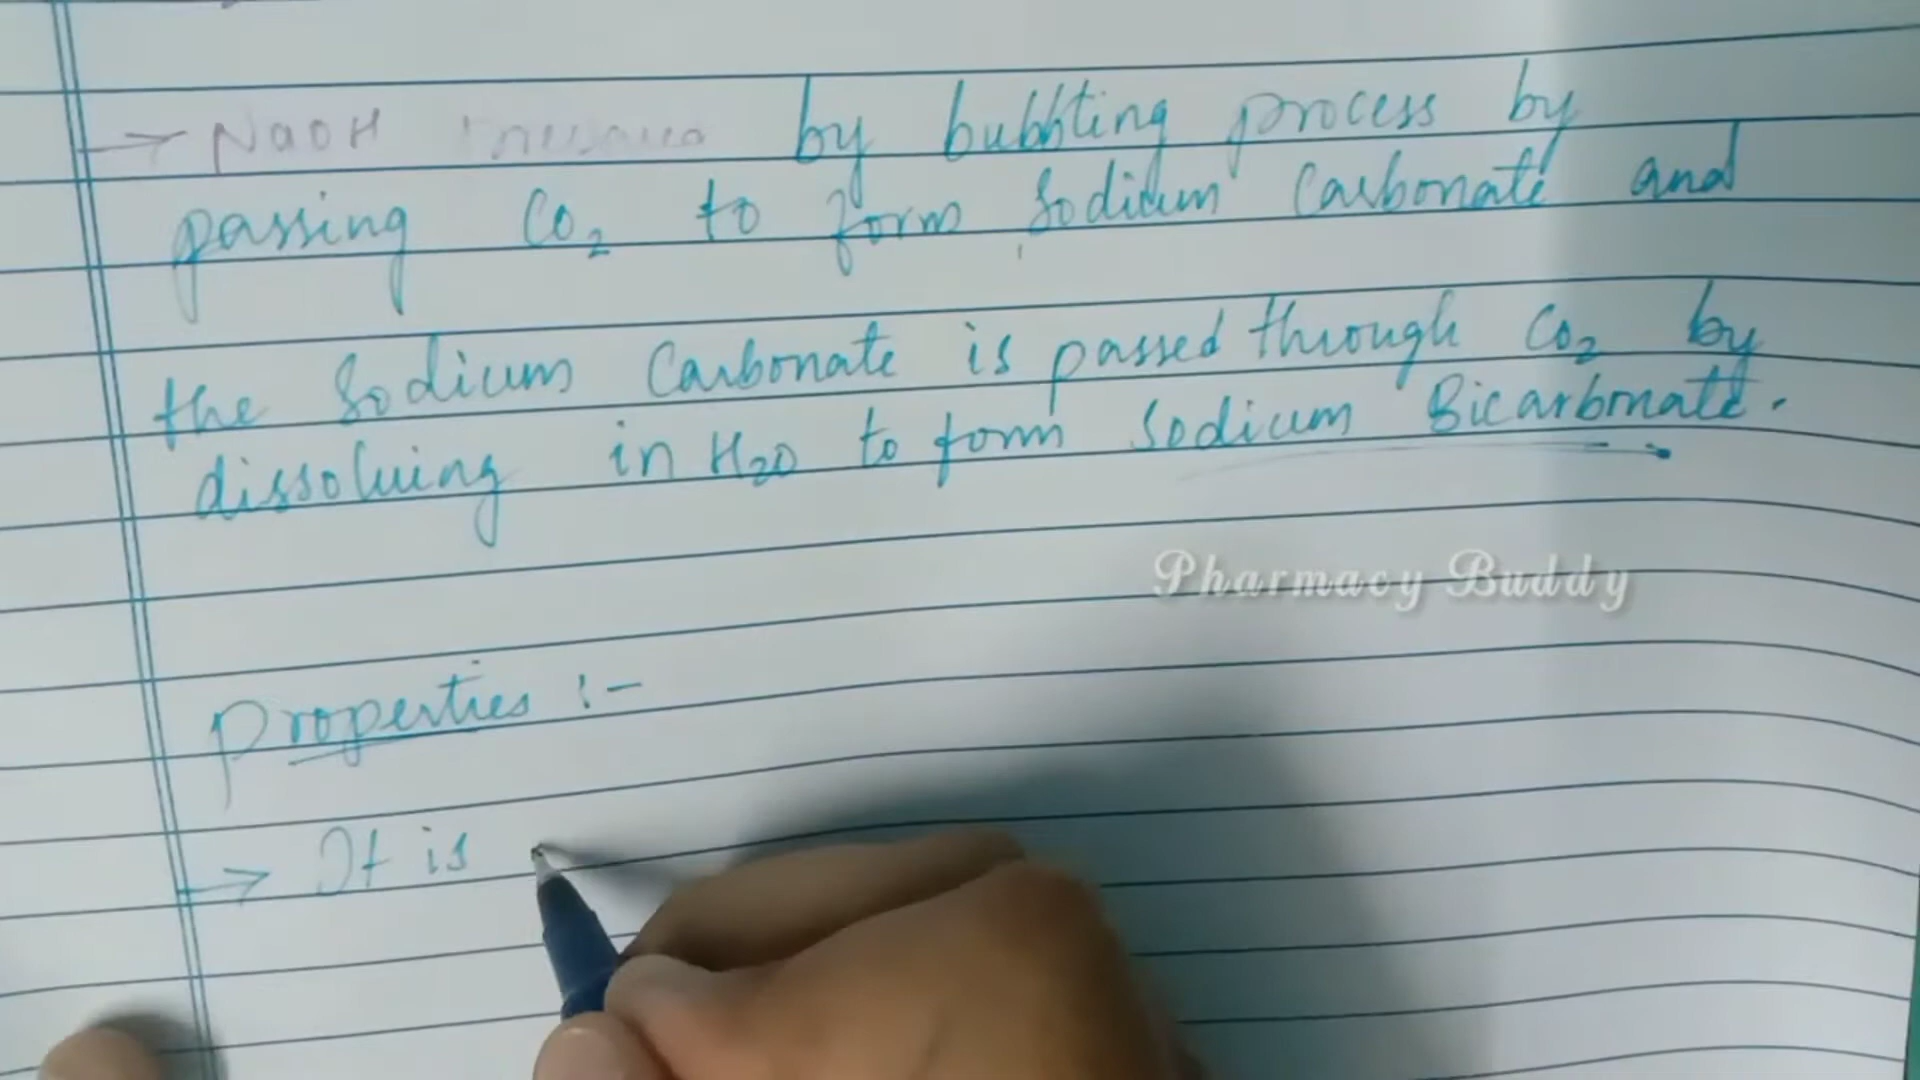 → NaOH by bubbting process by
passing CO2 to form Sodium Carbonate and
the Sodium Carbonate is passed through CO2 by
dissolving in H2O to form Sodium Bicarbonate.
Pharmacy Buddy
Properties :-
→ It is